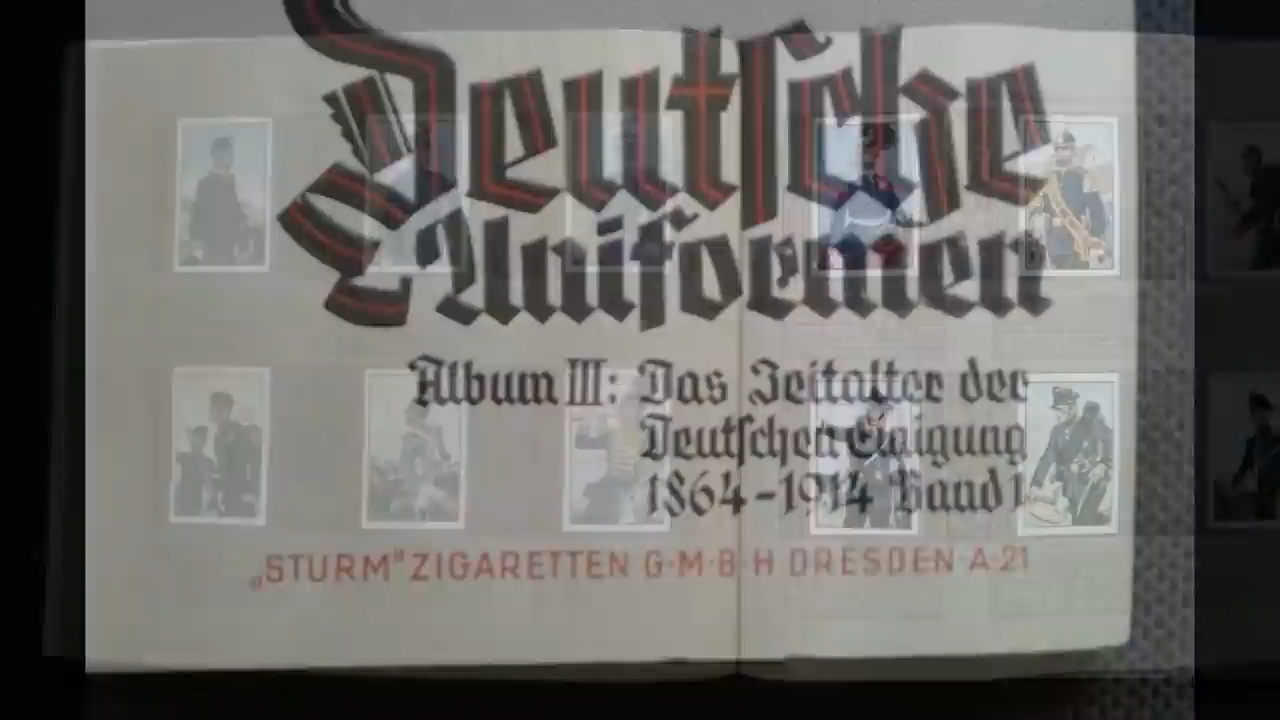 Deutsche
Uniformen
Album III: Das Zeitalter der
Deutschen Einigung
1864-1914 Band 1
„STURM" ZIGARETTEN G·M·B·H DRESDEN A·21